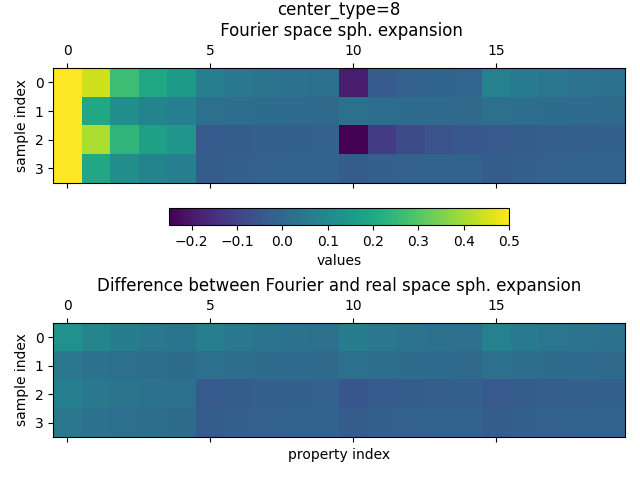 center_type=8
Fourier space sph. expansion
0 5 10 15
sample index
0
1
2
3
−0.2 −0.1 0.0 0.1 0.2 0.3 0.4 0.5
values
Difference between Fourier and real space sph. expansion
0 5 10 15
sample index
0
1
2
3
property index